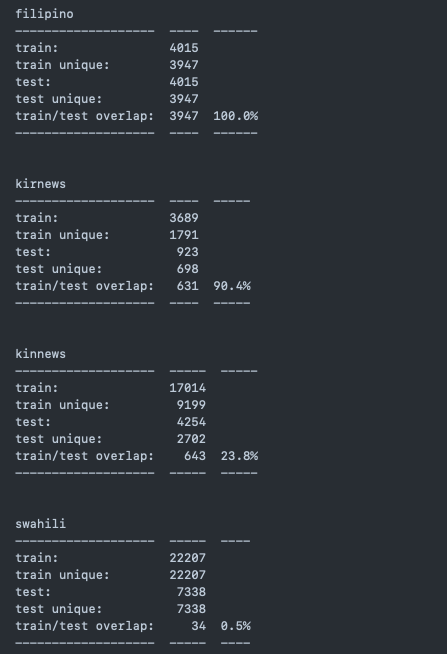 filipino
------------------- ---- ------
train: 4015
train unique: 3947
test: 4015
test unique: 3947
train/test overlap: 3947 100.0%
------------------- ---- ------
kirnews
------------------- ---- -----
train: 3689
train unique: 1791
test: 923
test unique: 698
train/test overlap: 631 90.4%
------------------- ---- -----
kinnews
------------------- ----- -----
train: 17014
train unique: 9199
test: 4254
test unique: 2702
train/test overlap: 643 23.8%
------------------- ----- -----
swahili
------------------- ----- ----
train: 22207
train unique: 22207
test: 7338
test unique: 7338
train/test overlap: 34 0.5%
------------------- ----- ----